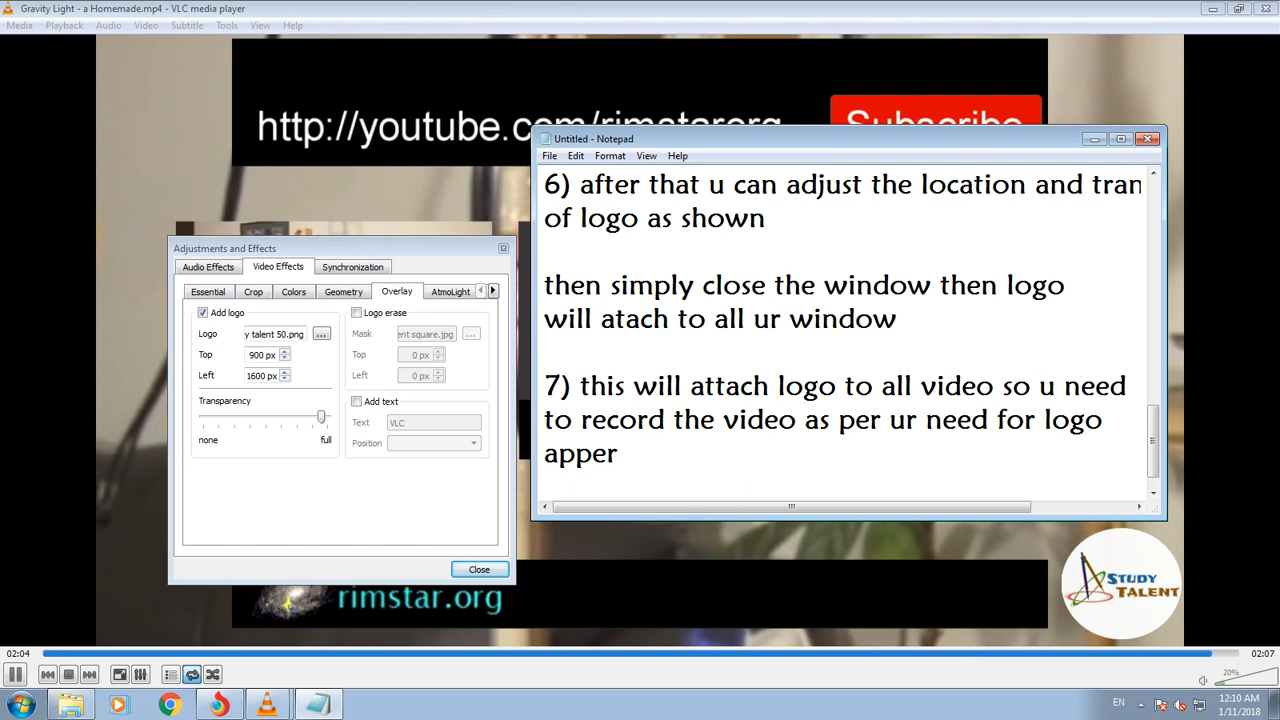 Gravity Light - a Homemade.mp4 - VLC media player
Media Playback Audio Video Subtitle Tools View Help
http://youtube.com/rimstarorg
Subscribe
Untitled - Notepad
File Edit Format View Help
6) after that u can adjust the location and tran
of logo as shown
then simply close the window then logo
will atach to all ur window
7) this will attach logo to all video so u need
to record the video as per ur need for logo
apper
Adjustments and Effects
Audio Effects Video Effects Synchronization
Essential Crop Colors Geometry Overlay AtmoLight
Add logo
Logo y talent 50.png ...
Top 900 px
Left 1600 px
Transparency
none full
Logo erase
Mask ent square.jpg ...
Top 0 px
Left 0 px
Add text
Text VLC
Position
Close
rimstar.org
STUDY
TALENT
02:04 02:07
20%
EN 12:10 AM
1/11/2018